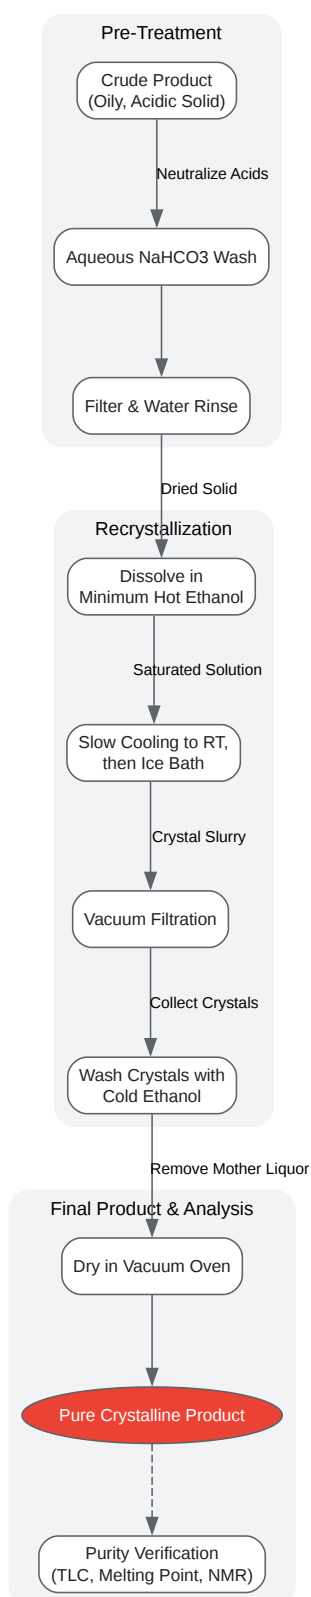 Pre-Treatment
Crude Product
(Oily, Acidic Solid)
Neutralize Acids
Aqueous NaHCO3 Wash
Filter & Water Rinse
Dried Solid
Recrystallization
Dissolve in
Minimum Hot Ethanol
Saturated Solution
Slow Cooling to RT,
then Ice Bath
Crystal Slurry
Vacuum Filtration
Collect Crystals
Wash Crystals with
Cold Ethanol
Remove Mother Liquor
Final Product & Analysis
Dry in Vacuum Oven
Pure Crystalline Product
Purity Verification
(TLC, Melting Point, NMR)